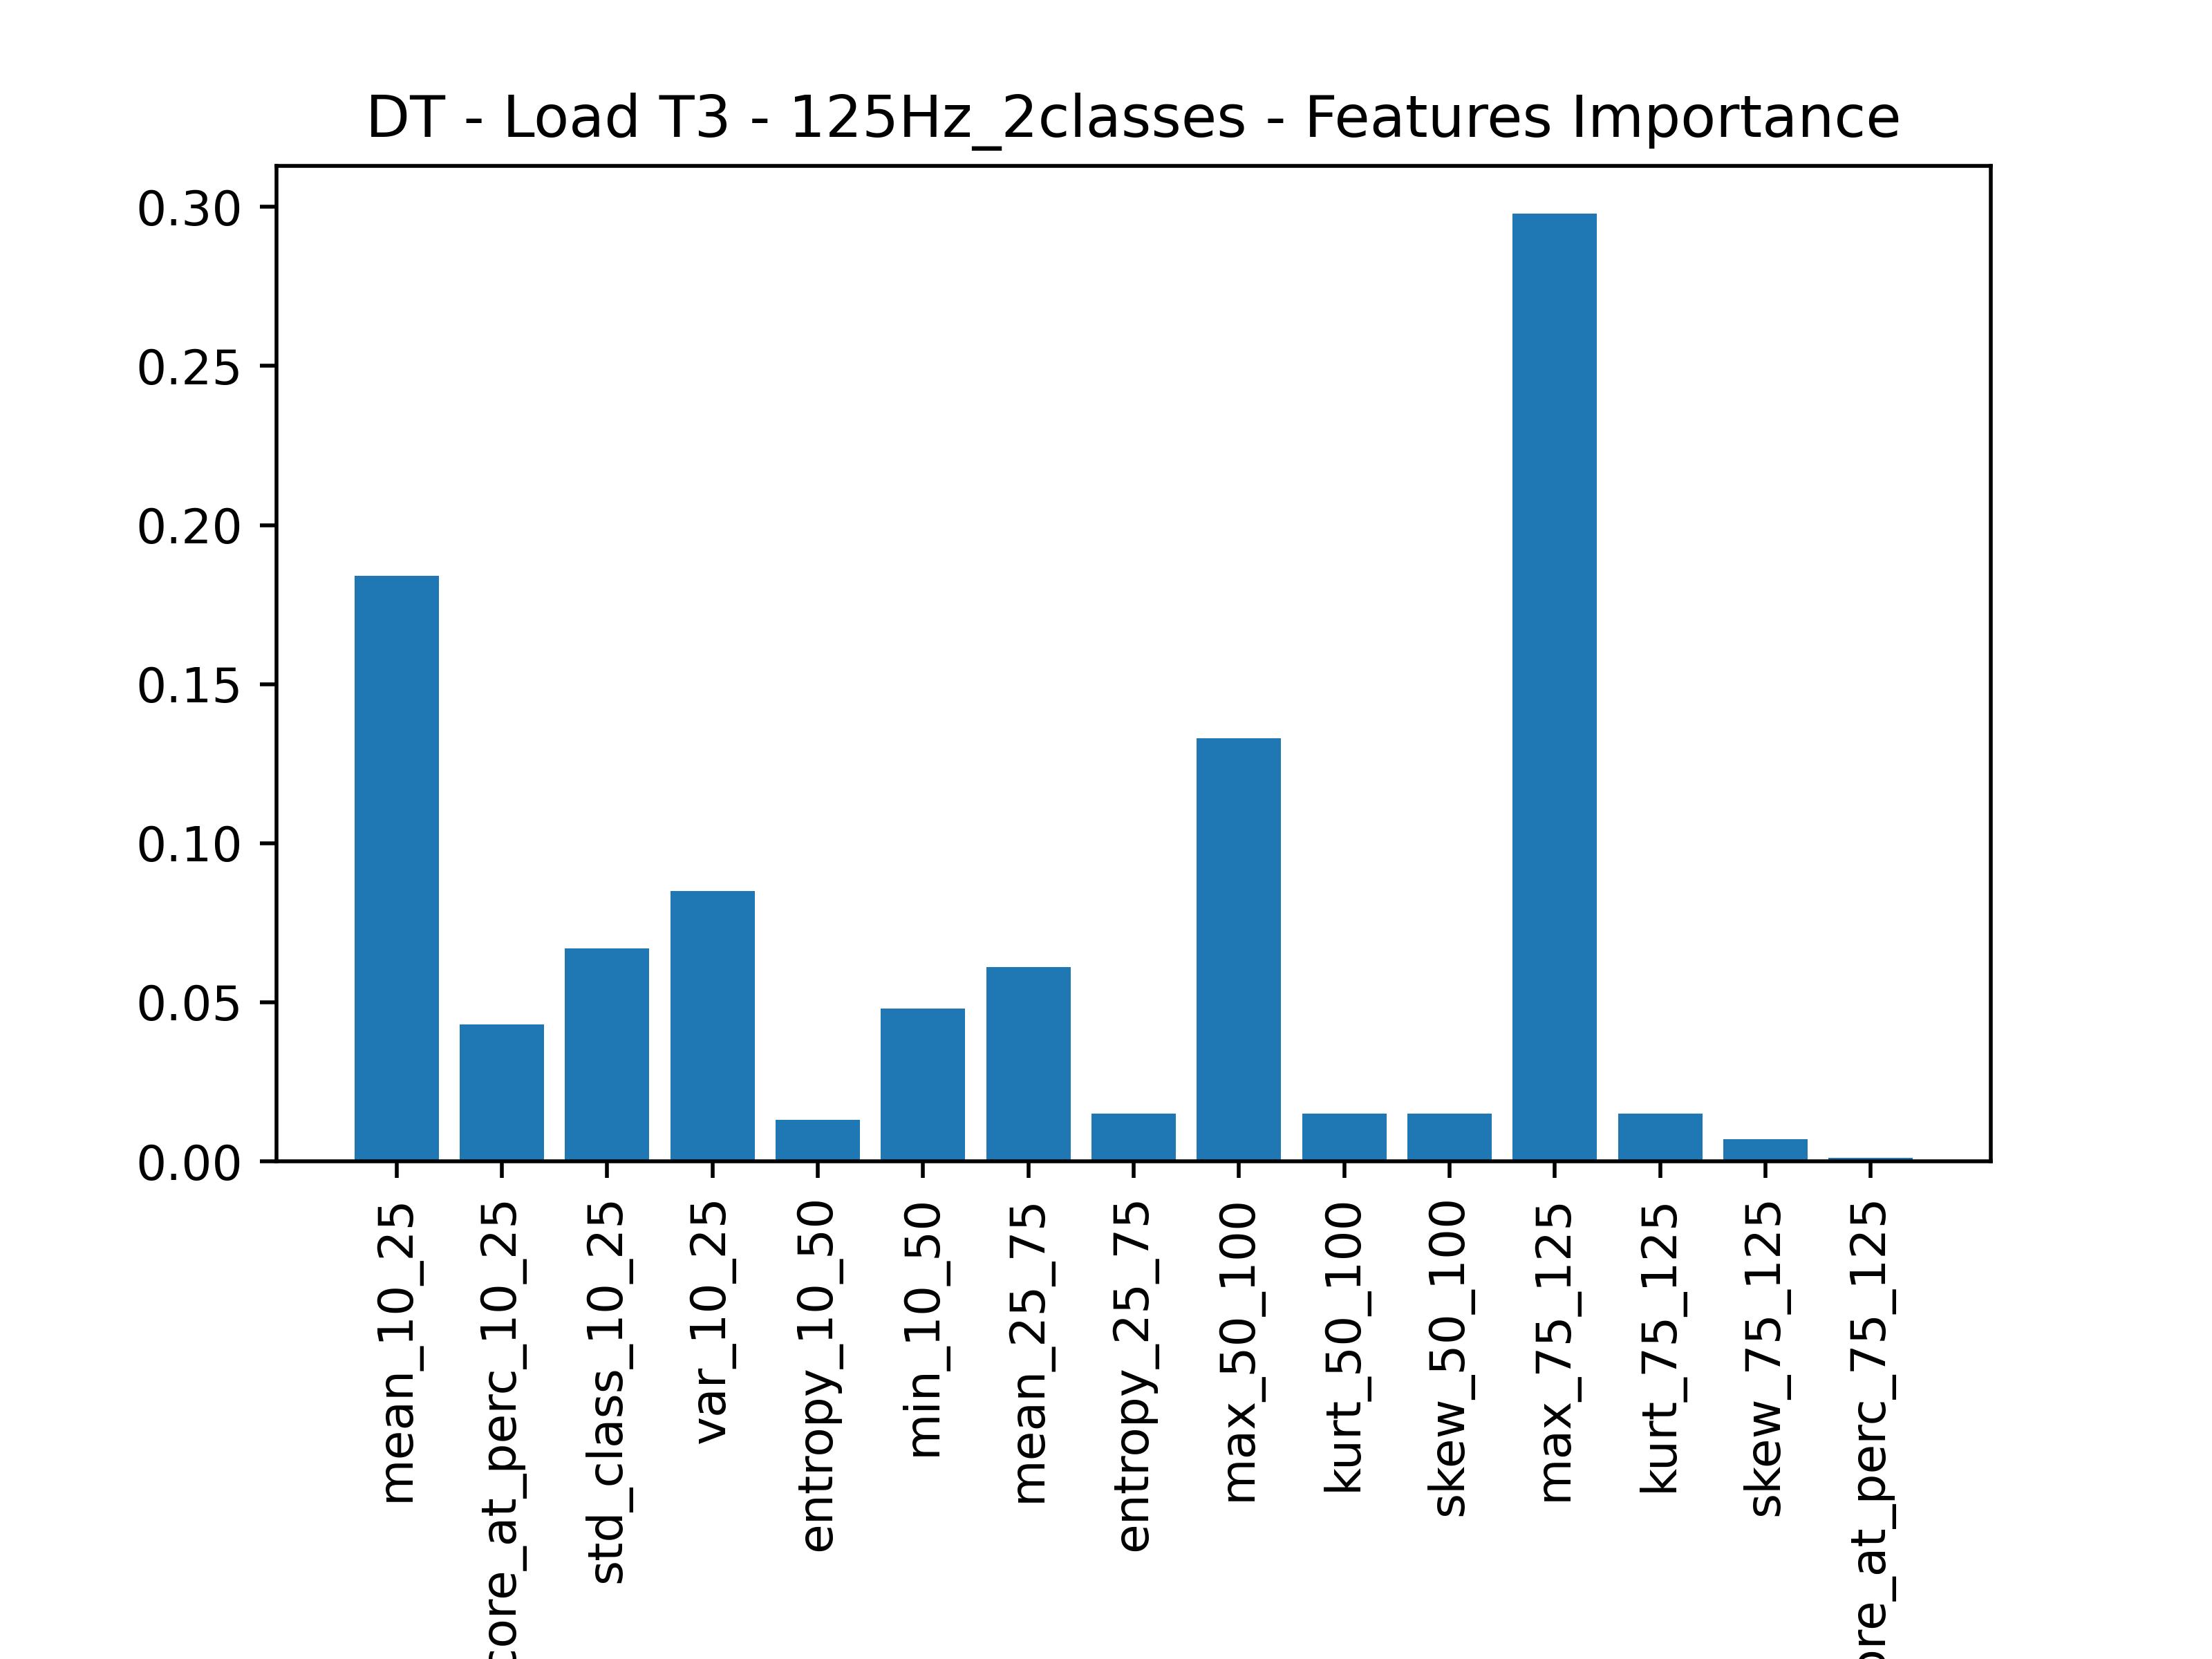 DT - Load T3 - 125Hz_2classes - Features Importance
0.30
0.25
0.20
0.15
0.10
0.05
0.00
mean_10_25
core_at_perc_10_25
std_class_10_25
var_10_25
entropy_10_50
min_10_50
mean_25_75
entropy_25_75
max_50_100
kurt_50_100
skew_50_100
max_75_125
kurt_75_125
skew_75_125
ore_at_perc_75_125